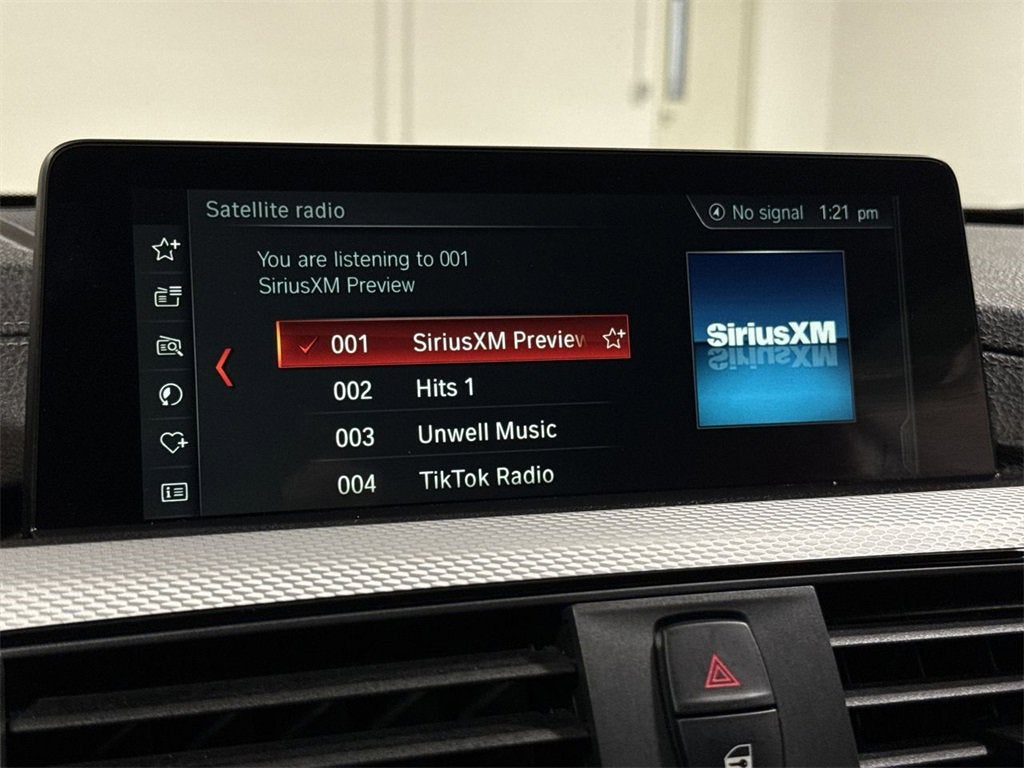 Satellite radio
No signal 1:21 pm
You are listening to 001
SiriusXM Preview
001 SiriusXM Preview
002 Hits 1
003 Unwell Music
004 TikTok Radio
SiriusXM